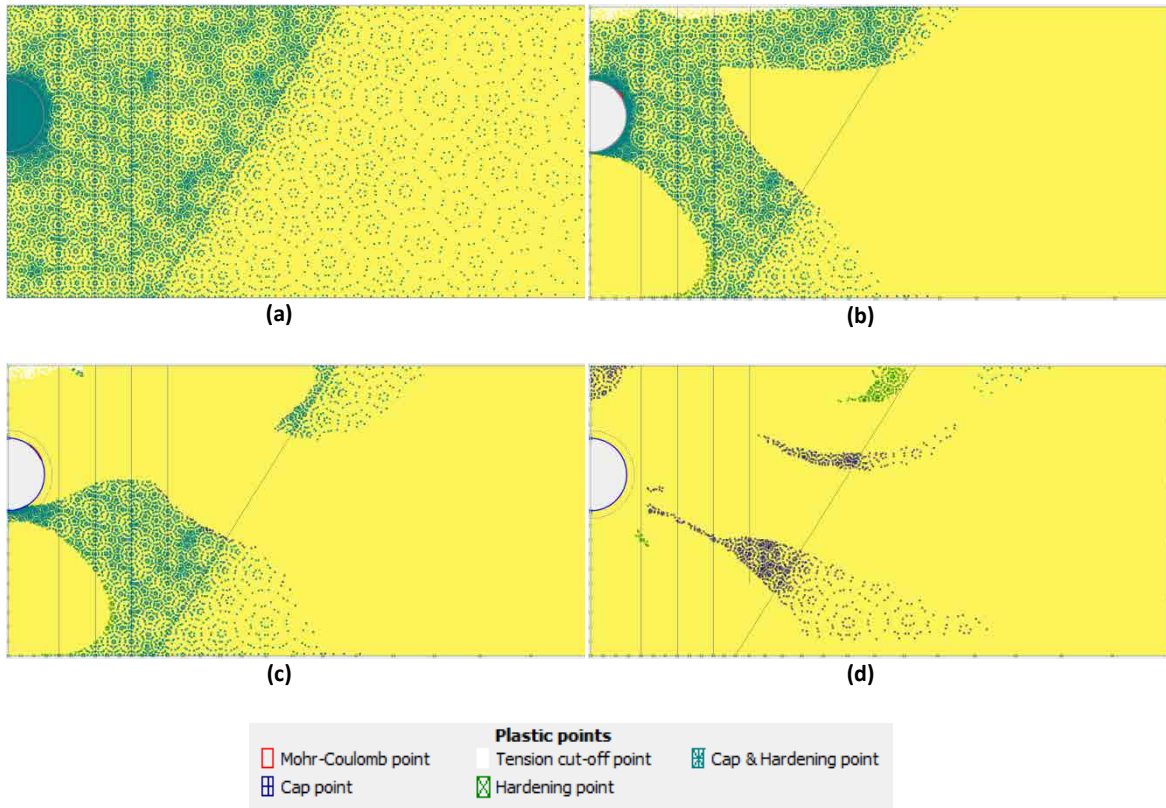 (a) (b)
(c) (d)
Plastic points
Mohr-Coulomb point Tension cut-off point Cap & Hardening point
Cap point Hardening point